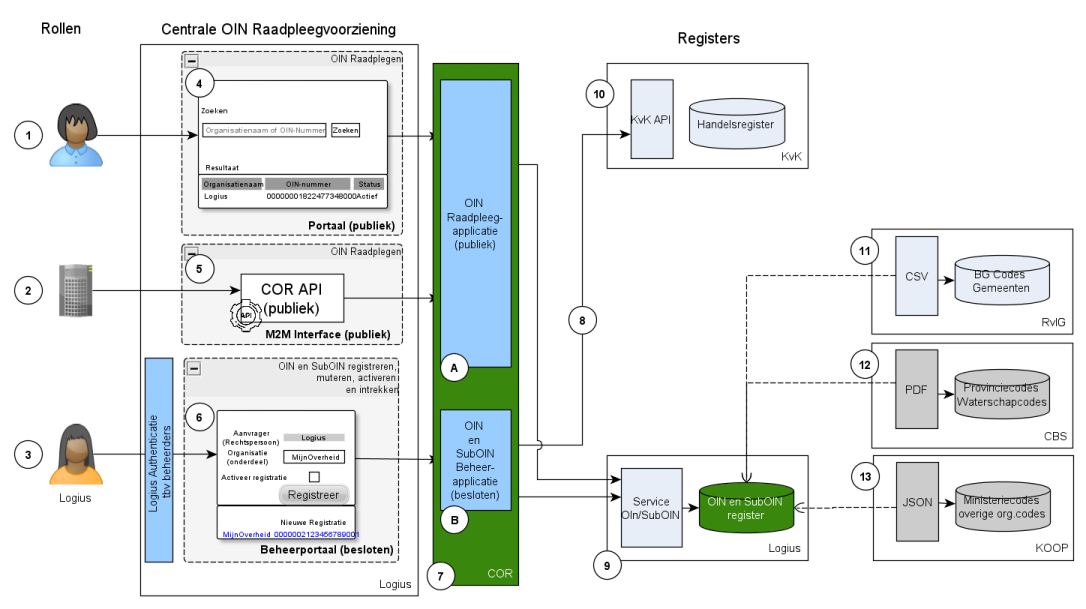 Rollen
Centrale OIN Raadpleegvoorziening
Registers
1
2
3
Logius
OIN Raadplegen
4
Zoeken
Organisatienaam of OIN-Nummer
Zoeken
Resultaat
Organisatienaam OIN-nummer Status
Logius 00000001822477348000Actief
Portaal (publiek)
OIN Raadplegen
5
COR API
(publiek)
API
M2M Interface (publiek)
Logius Authenticatie
tbv beheerders
OIN en SubOIN registreren,
muteren, activeren
en intrekken
6
Aanvrager
(Rechtspersoon)
Logius
Organisatie
(onderdeel)
MijnOverheid
Activeer registratie
Registreer
Nieuwe Registratie
MijnOverheid 0000002123456789001
Beheerportaal (besloten)
Logius
OIN
Raadpleeg-
applicatie
(publiek)
A
OIN
en
SubOIN
Beheer-
applicatie
(besloten)
B
7
COR
8
10
KvK API
Handelsregister
KvK
Service
OIn/SubOIN
OIN en SubOIN
register
Logius
9
11
CSV
BG Codes
Gemeenten
RvIG
12
PDF
Provinciecodes
Waterschapcodes
CBS
13
JSON
Ministeriecodes
overige org.codes
KOOP